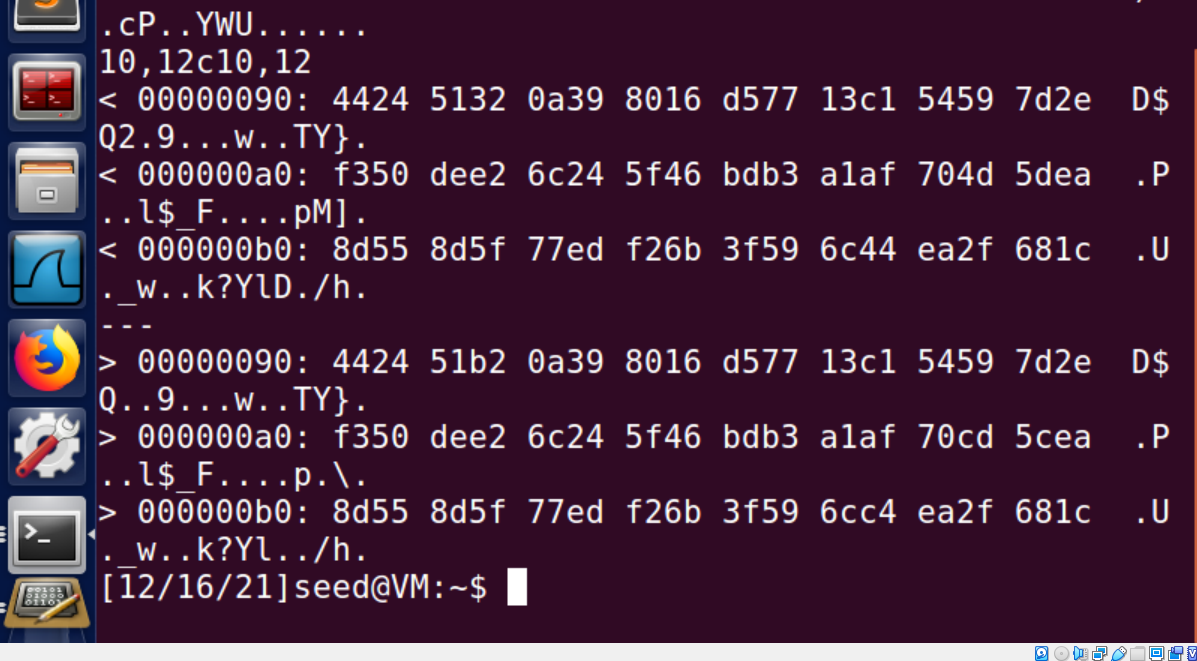 .cP..YWU......
10,12c10,12
< 00000090: 4424 5132 0a39 8016 d577 13c1 5459 7d2e  D$
Q2.9...w..TY}.
< 000000a0: f350 dee2 6c24 5f46 bdb3 a1af 704d 5dea  .P
..l$_F....pM].
< 000000b0: 8d55 8d5f 77ed f26b 3f59 6c44 ea2f 681c  .U
._w..k?YlD./h.
---
> 00000090: 4424 51b2 0a39 8016 d577 13c1 5459 7d2e  D$
Q..9...w..TY}.
> 000000a0: f350 dee2 6c24 5f46 bdb3 a1af 70cd 5cea  .P
..l$_F....p.\.
> 000000b0: 8d55 8d5f 77ed f26b 3f59 6cc4 ea2f 681c  .U
._w..k?Yl../h.
[12/16/21]seed@VM:~$